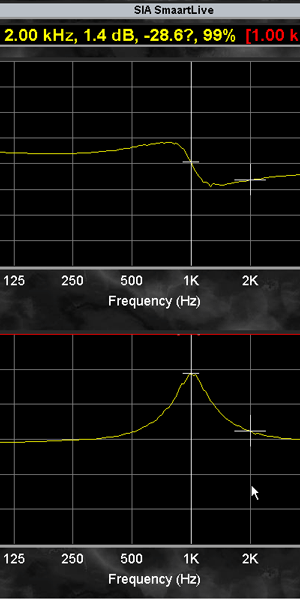 SIA SmaartLive
2.00 kHz, 1.4 dB, -28.6?, 99% [1.00 k
125 250 500 1K 2K
Frequency (Hz)
125 250 500 1K 2K
Frequency (Hz)